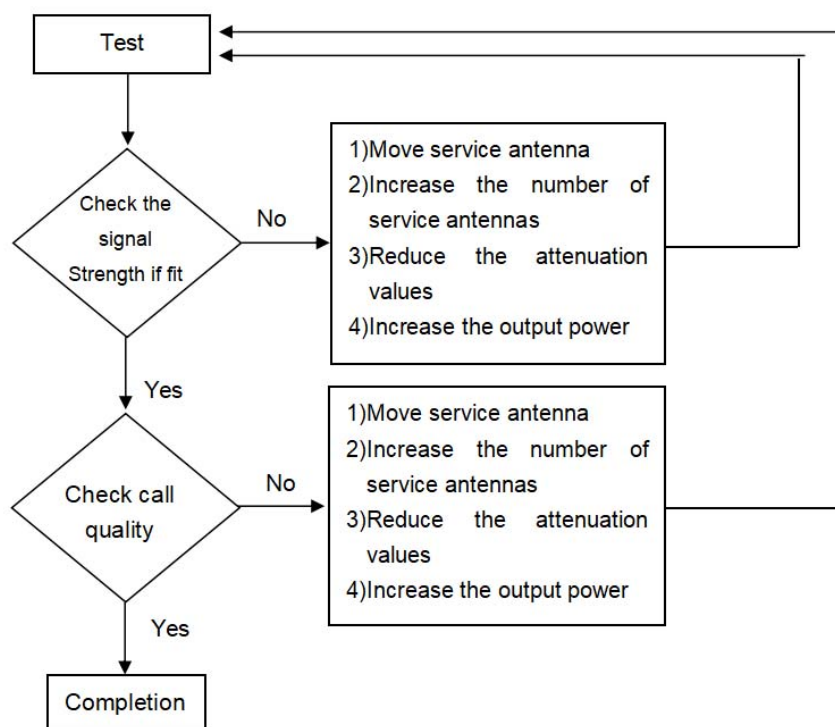 Test
Check the
signal
Strength if fit
No
1)Move service antenna
2)Increase the number of
service antennas
3)Reduce the attenuation
values
4)Increase the output power
Yes
Check call
quality
No
1)Move service antenna
2)Increase the number of
service antennas
3)Reduce the attenuation
values
4)Increase the output power
Yes
Completion